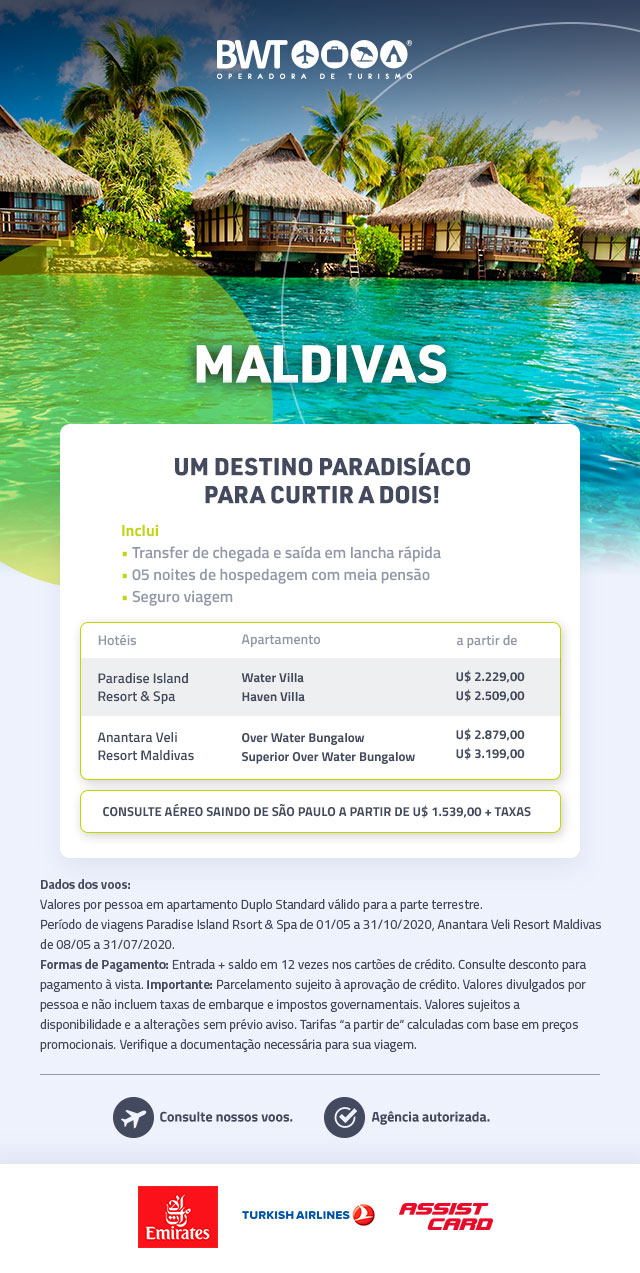 BWT
OPERADORA DE TURISMO
MALDIVAS
UM DESTINO PARADISÍACO
PARA CURTIR A DOIS!
Inclui
▪ Transfer de chegada e saída em lancha rápida
▪ 05 noites de hospedagem com meia pensão
▪ Seguro viagem
Hotéis Apartamento a partir de
Paradise Island Water Villa U$ 2.229,00
Resort & Spa Haven Villa U$ 2.509,00
Anantara Veli Over Water Bungalow U$ 2.879,00
Resort Maldivas Superior Over Water Bungalow U$ 3.199,00
CONSULTE AÉREO SAINDO DE SÃO PAULO A PARTIR DE U$ 1.539,00 + TAXAS
Dados dos voos:
Valores por pessoa em apartamento Duplo Standard válido para a parte terrestre.
Período de viagens Paradise Island Rsort & Spa de 01/05 a 31/10/2020, Anantara Veli Resort Maldivas
de 08/05 a 31/07/2020.
Formas de Pagamento: Entrada + saldo em 12 vezes nos cartões de crédito. Consulte desconto para
pagamento à vista. Importante: Parcelamento sujeito à aprovação de crédito. Valores divulgados por
pessoa e não incluem taxas de embarque e impostos governamentais. Valores sujeitos a
disponibilidade e a alterações sem prévio aviso. Tarifas “a partir de” calculadas com base em preços
promocionais. Verifique a documentação necessária para sua viagem.
Consulte nossos voos. Agência autorizada.
Emirates TURKISH AIRLINES ASSIST
CARD